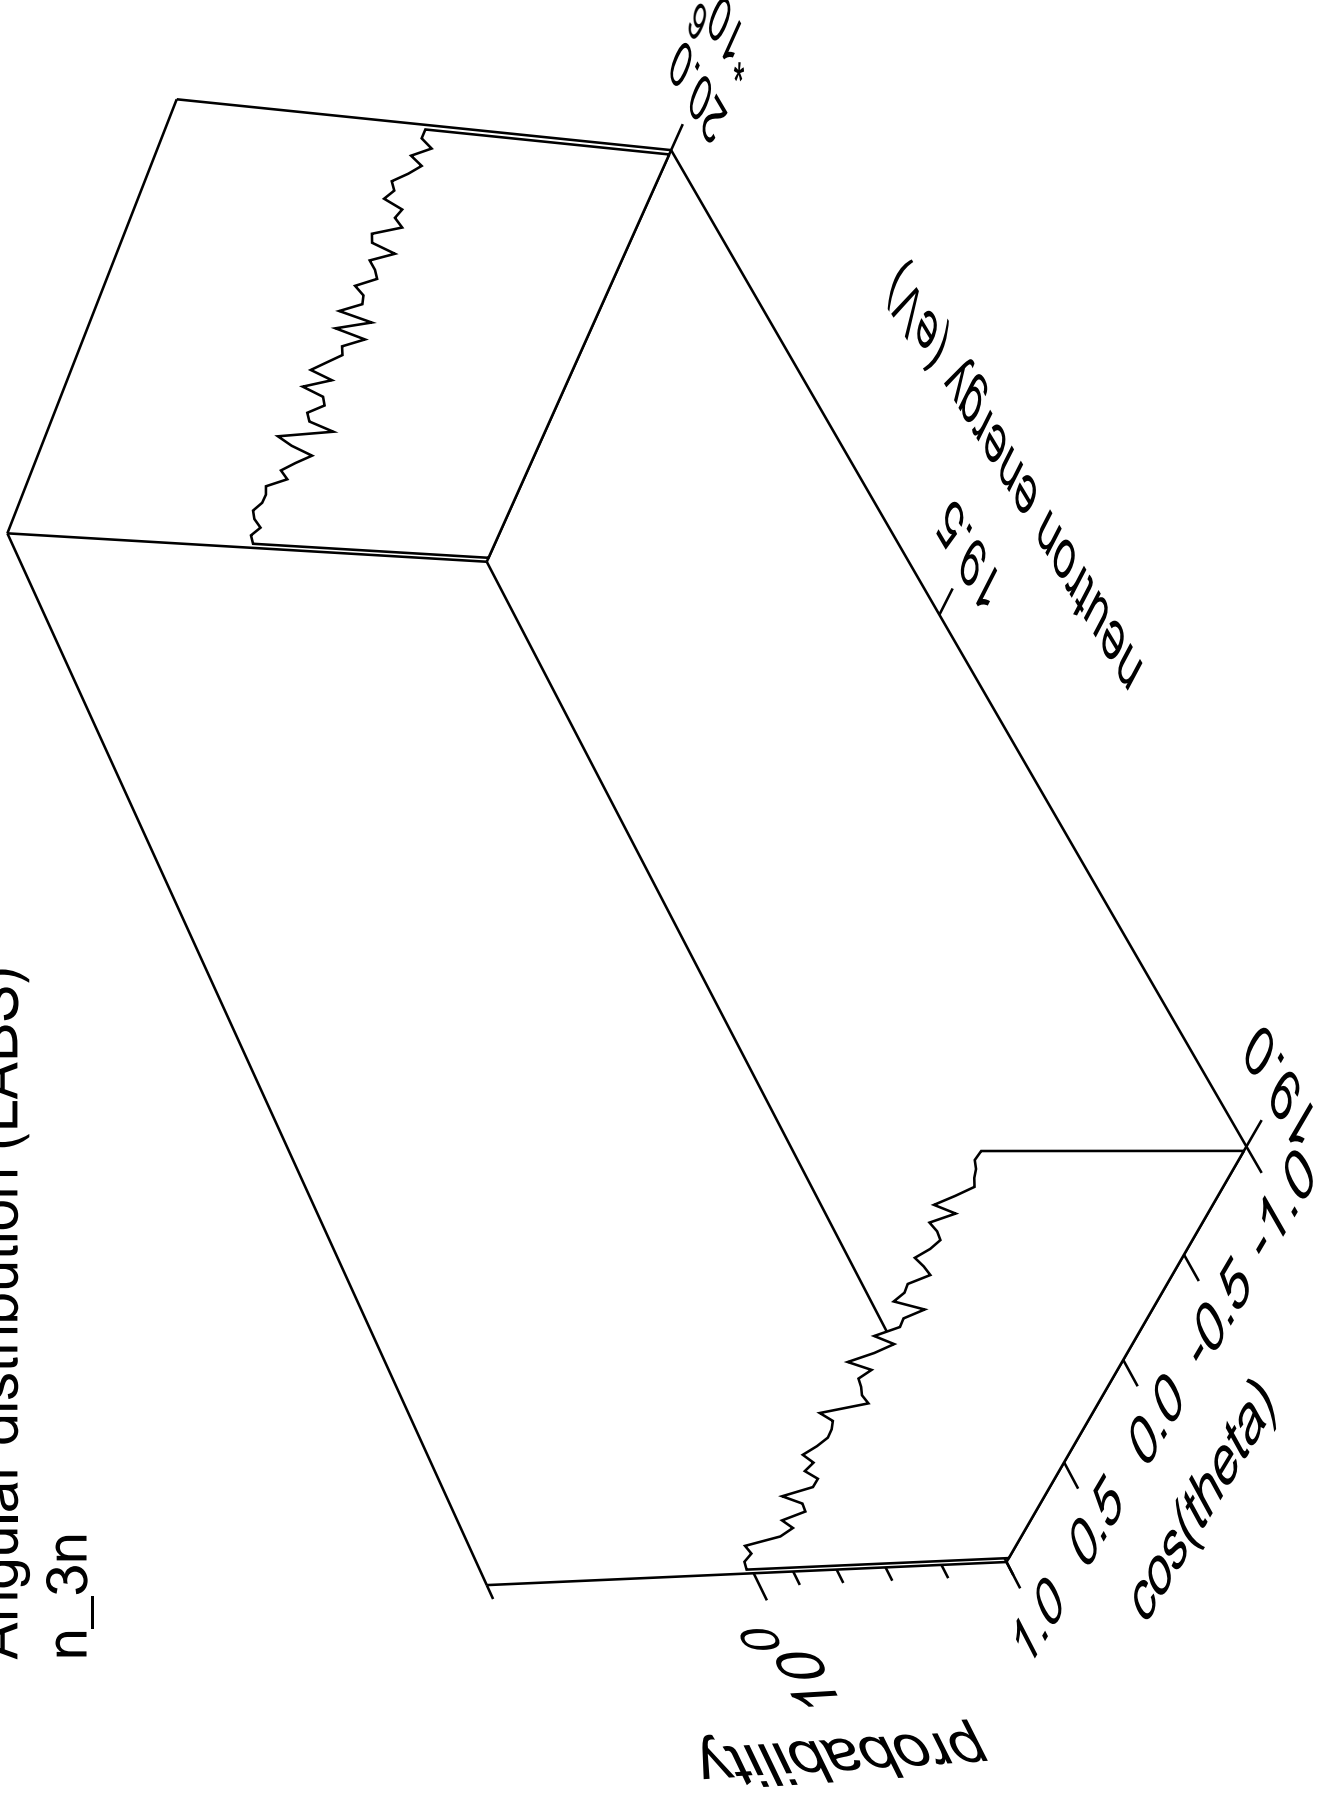 Angular distribution (LABS)
n_3n
probability
10 0
1.0
0.5
0.0
-0.5
-1.0
cos(theta)
19.0
19.5
20.0
* 10 6
neutron energy (eV)